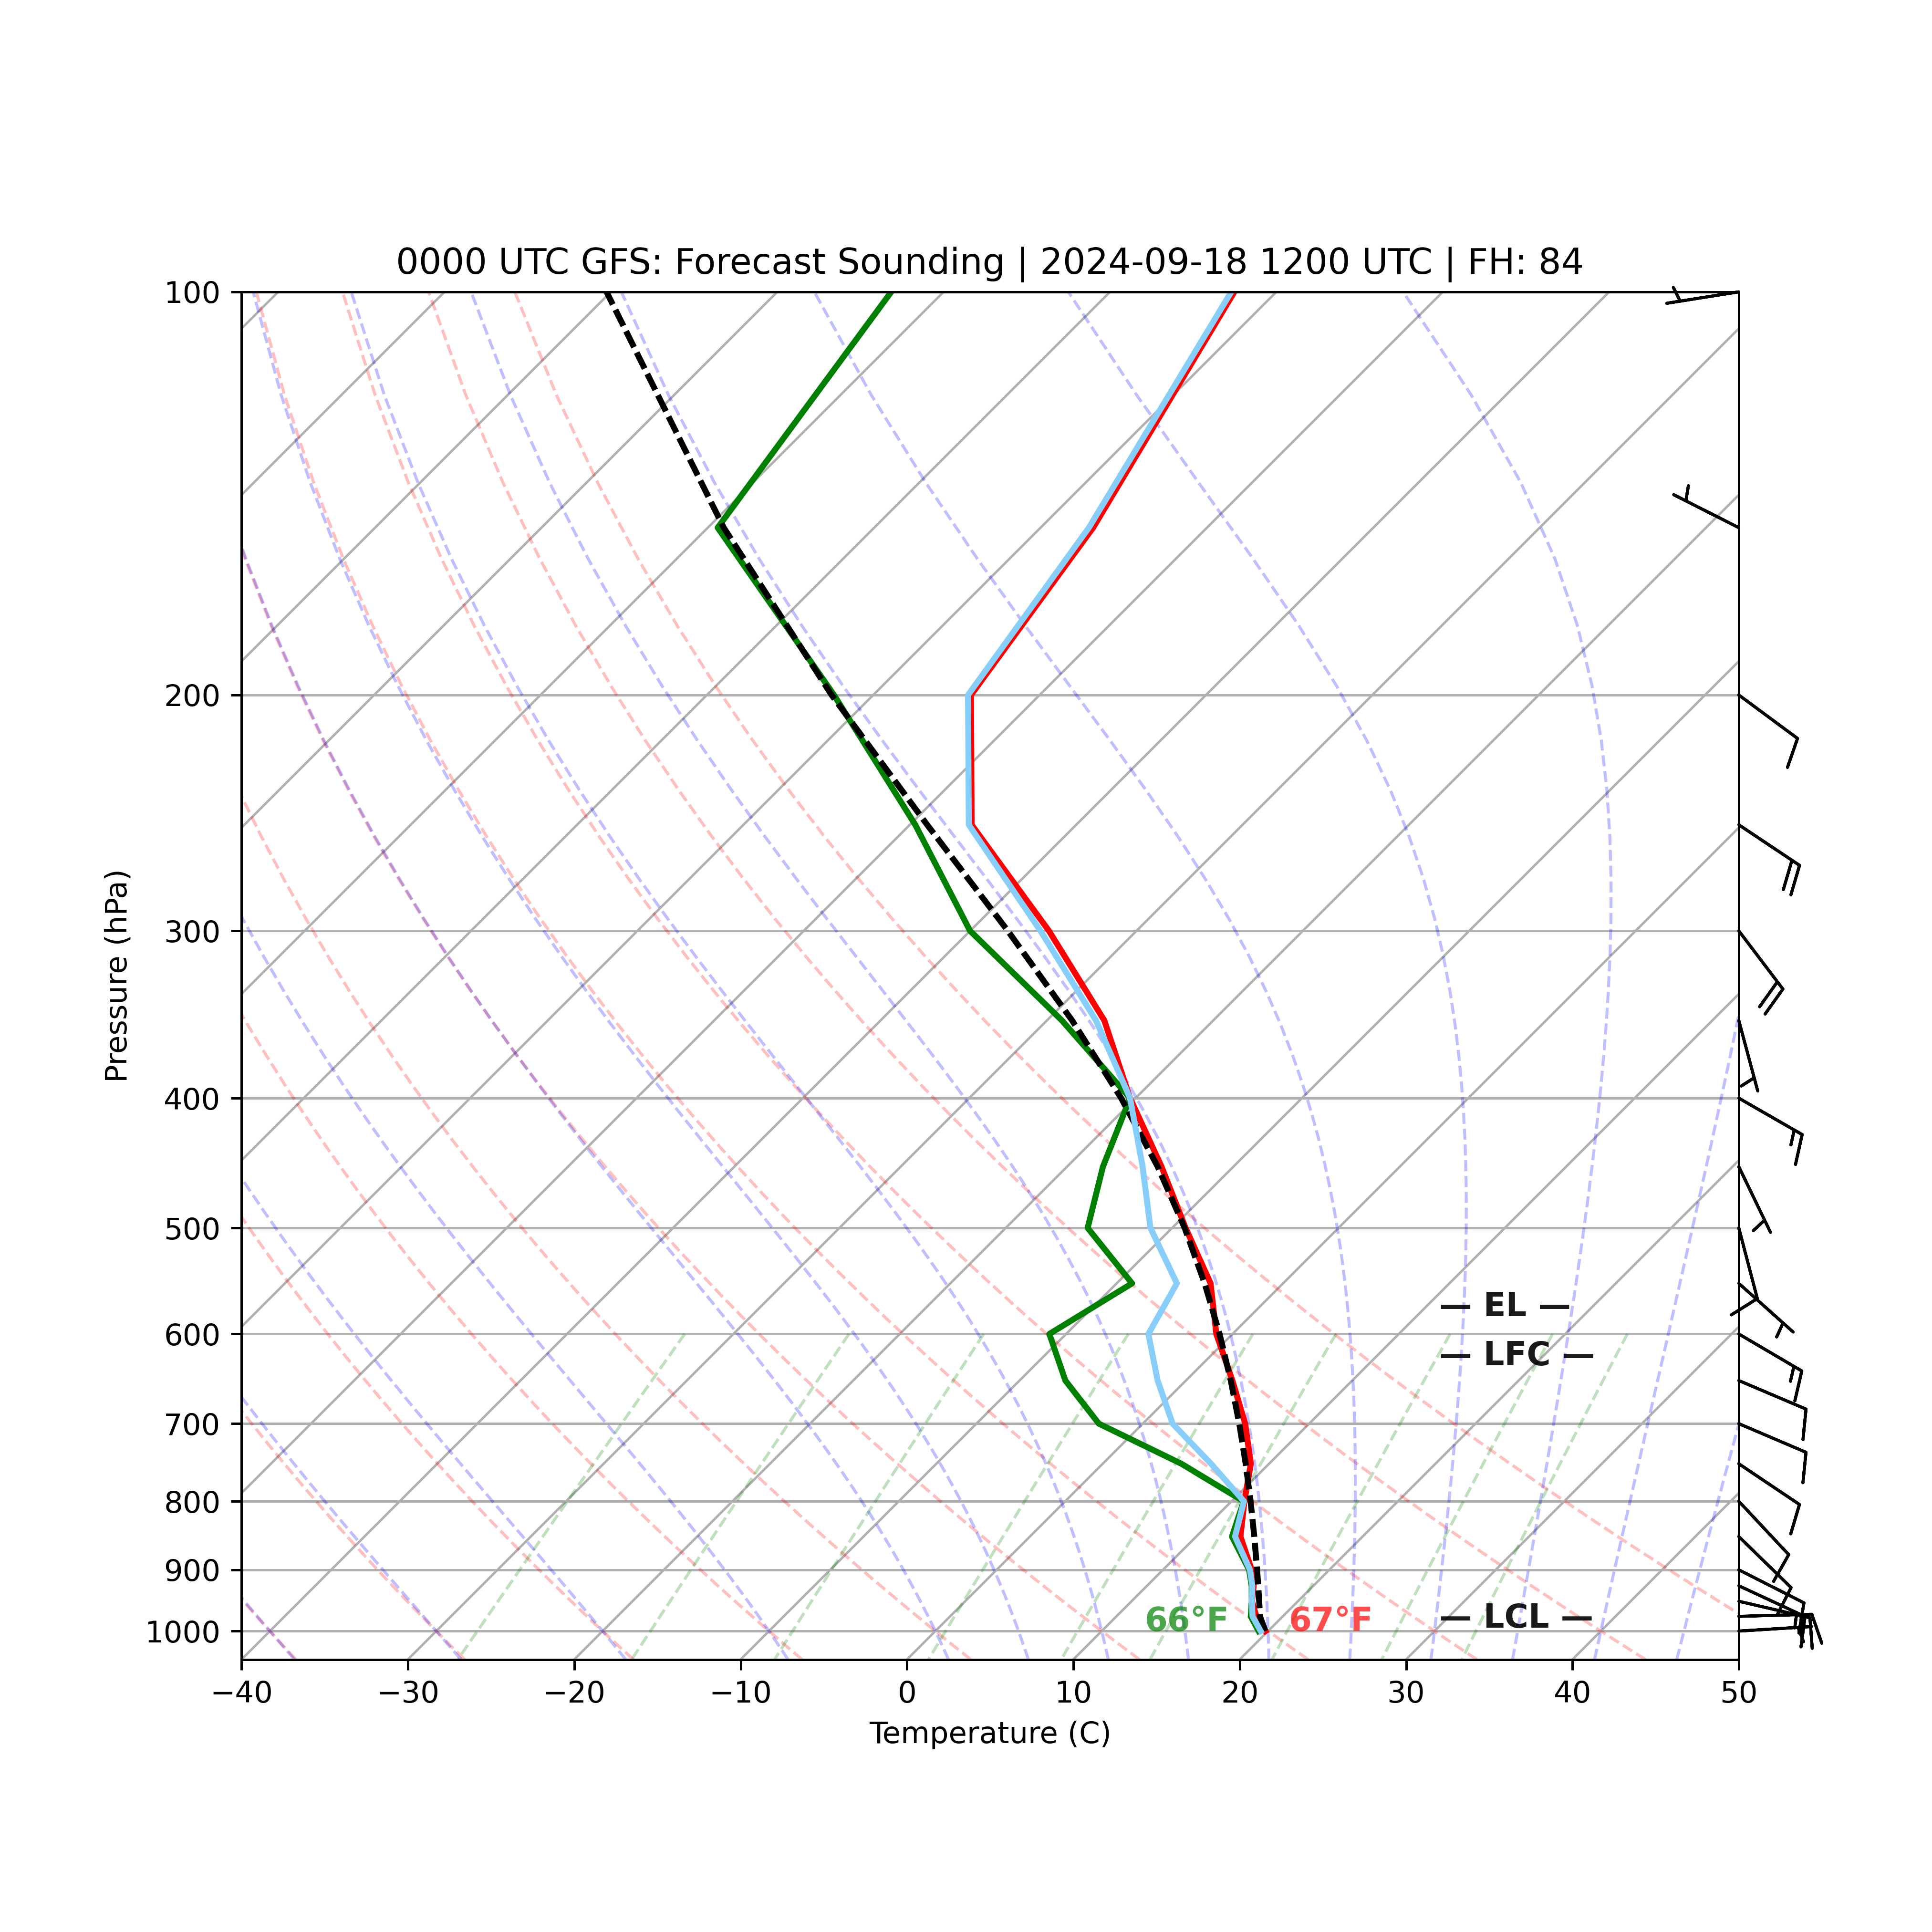 0000 UTC GFS: Forecast Sounding | 2024-09-18 1200 UTC | FH: 84
100
200
300
400
500
600
700
800
900
1000
Pressure (hPa)
— EL —
— LFC —
— LCL —
66°F 67°F
−40 −30 −20 −10 0 10 20 30 40 50
Temperature (C)